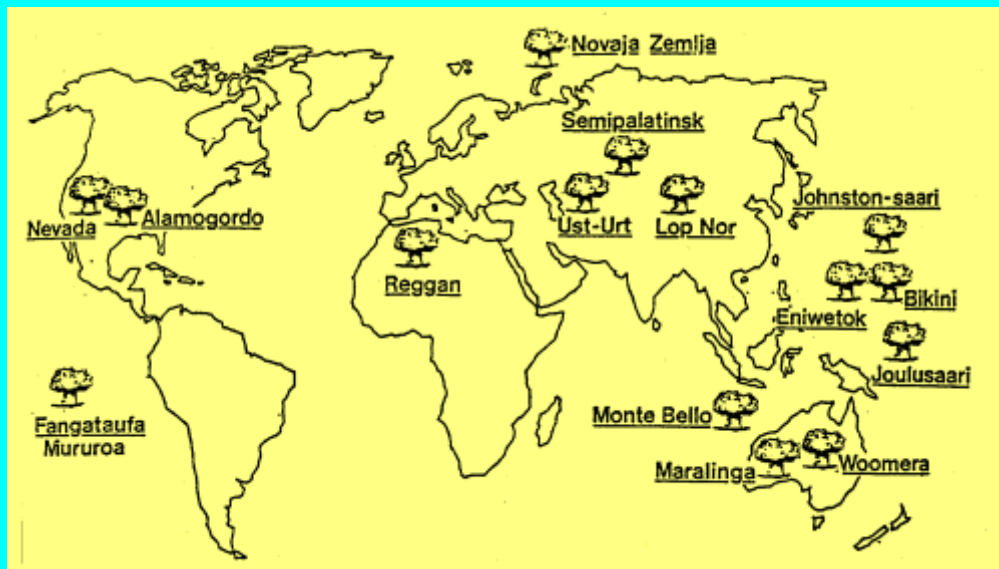 Novaja Zemlja
Semipalatinsk
Johnston-saari
Nevada
Alamogordo
Ust-Urt
Lop Nor
Reggan
Bikini
Eniwetok
Joulusaari
Fangataufa
Mururoa
Monte Bello
Maralinga
Woomera